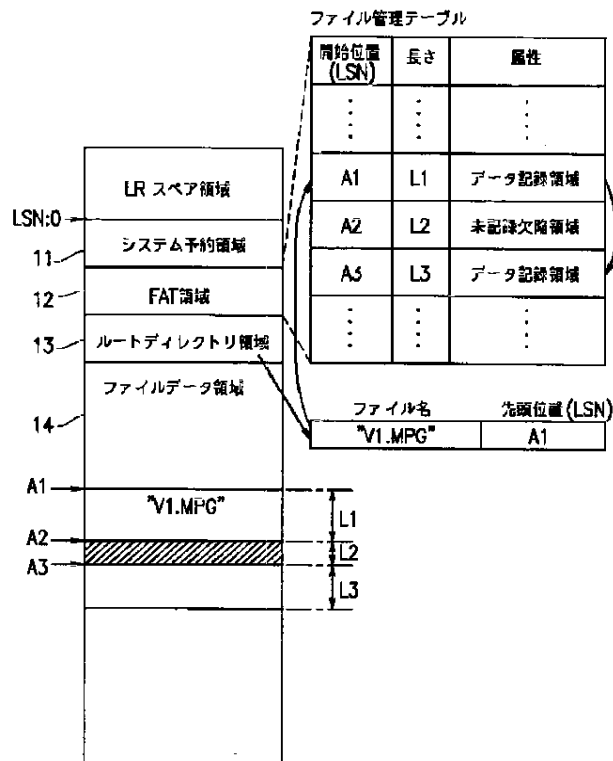 ファイル管理テーブル
開始位置 (LSN) 長さ 属性
A1 L1 データ記録領域
A2 L2 未記録欠陥領域
A3 L3 データ記録領域
ファイル名 先頭位置(LSN)
"V1.MPG" A1
LR スペア領域
LSN:0
11 システム予約領域
12 FAT領域
13 ルートディレクトリ領域
ファイルデータ領域
14
A1
"V1.MPG"
L1
A2
L2
A3
L3